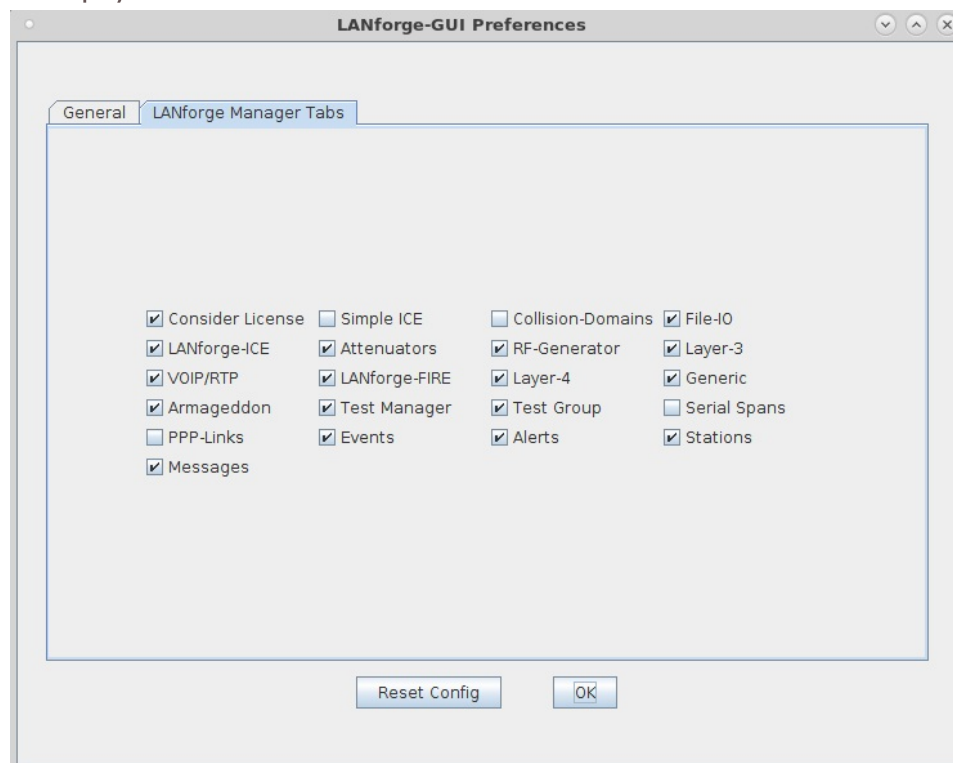 LANforge-GUI Preferences
General LANforge Manager Tabs
Consider License Simple ICE Collision-Domains File-IO
LANforge-ICE Attenuators RF-Generator Layer-3
VOIP/RTP LANforge-FIRE Layer-4 Generic
Armageddon Test Manager Test Group Serial Spans
PPP-Links Events Alerts Stations
Messages
Reset Config OK